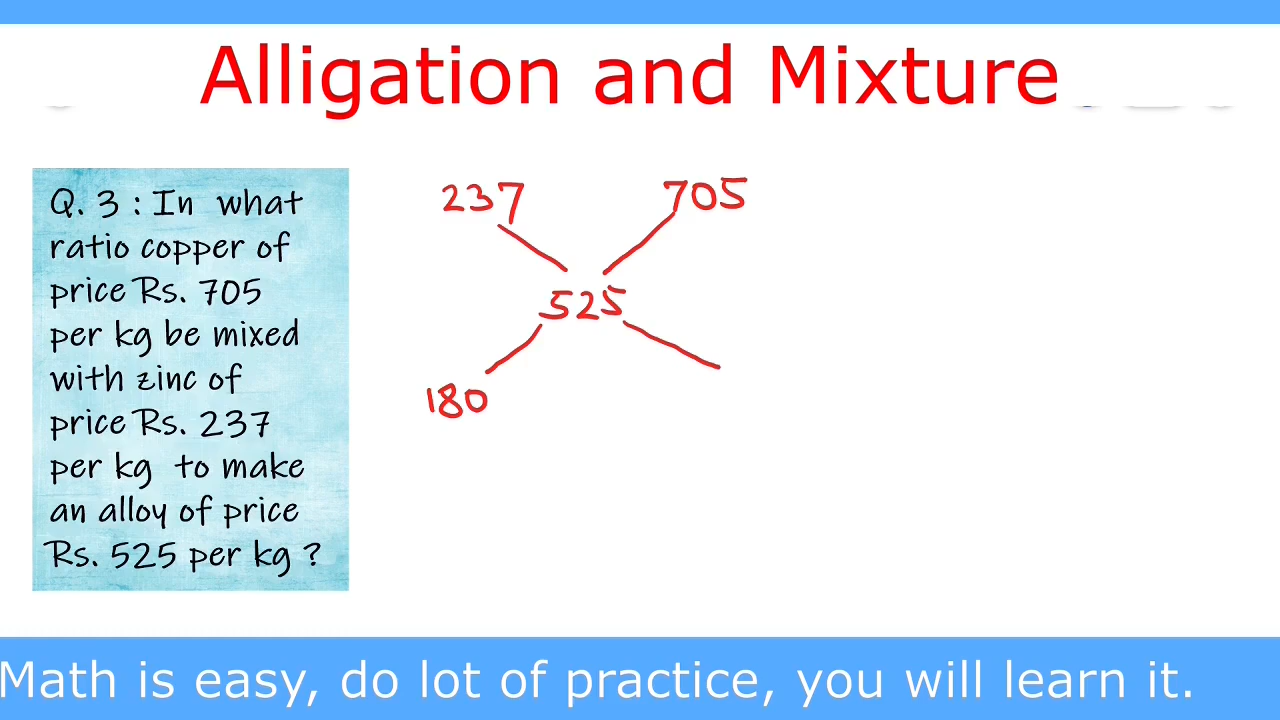 Alligation and Mixture
Q. 3 : In what
ratio copper of
price Rs. 705
per kg be mixed
with zinc of
price Rs. 237
per kg to make
an alloy of price
Rs. 525 per kg ?
237 705
525
180
Math is easy, do lot of practice, you will learn it.